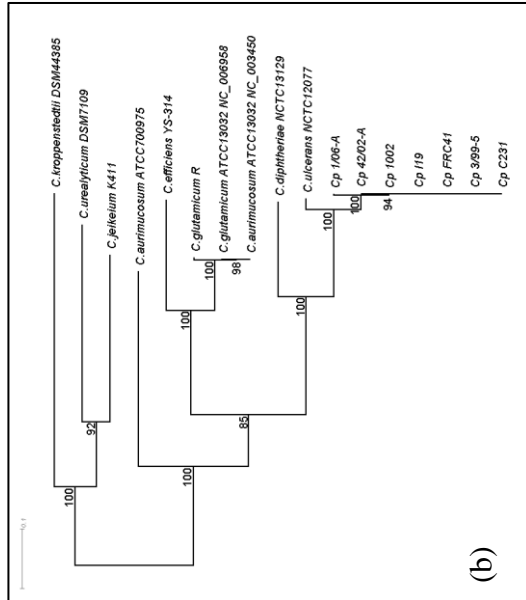 C.kroppenstedtii DSM44385
C.urealyticum DSM7109
C.jeikeium K411
C.aurimucosum ATCC700975
C.efficiens YS-314
C.glutamicum R
C.glutamicum ATCC13032 NC_006958
C.aurimucosum ATCC13032 NC_003450
C.diphtheriae NCTC13129
C.ulcerans NCTC12077
Cp 1/06-A
Cp 42/02-A
Cp 1002
Cp I19
Cp FRC41
Cp 3/99-5
Cp C231
100
92
100
85
100
100
98
100
100
100
94
0.1
(b)